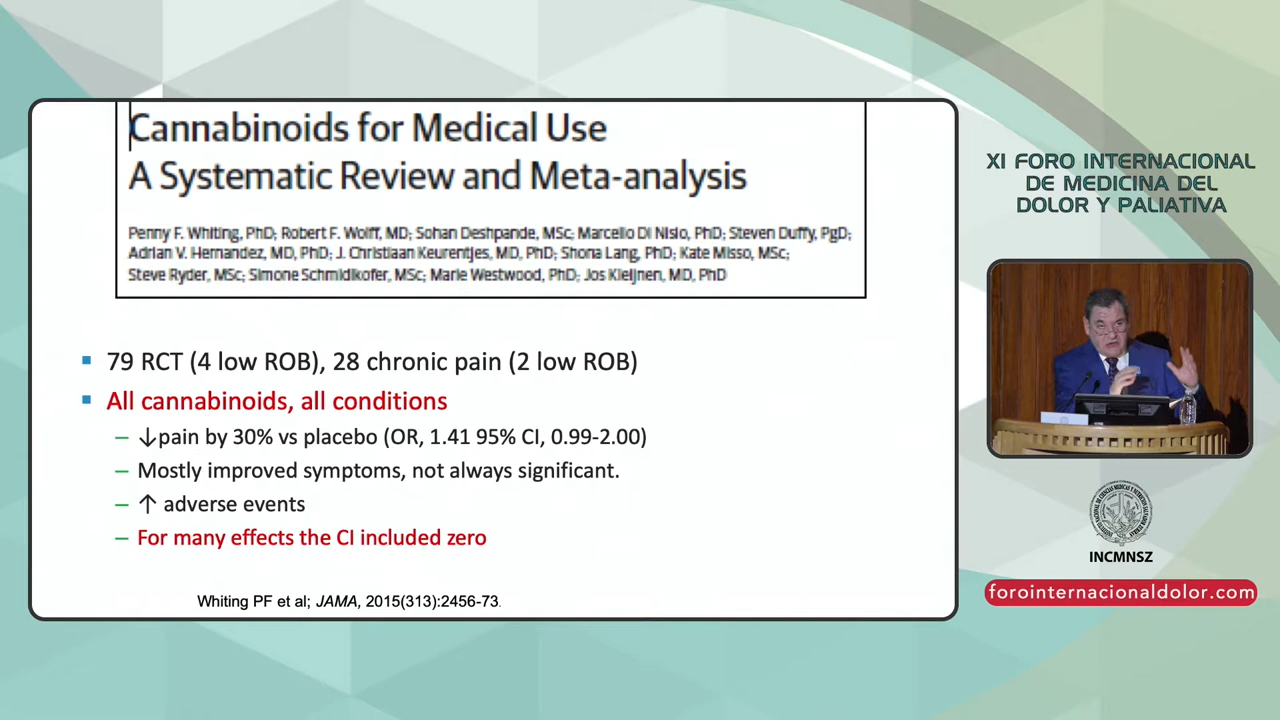 Cannabinoids for Medical Use
A Systematic Review and Meta-analysis
Penny F. Whiting, PhD; Robert F. Wolff, MD; Sohan Deshpande, MSc; Marcello Di Nisio, PhD; Steven Duffy, PgD;
Adrian V. Hernandez, MD, PhD; J. Christiaan Keurentjes, MD, PhD; Shona Lang, PhD; Kate Misso, MSc;
Steve Ryder, MSc; Simone Schmidlkofer, MSc; Marie Westwood, PhD; Jos Kleijnen, MD, PhD
▪ 79 RCT (4 low ROB), 28 chronic pain (2 low ROB)
▪ All cannabinoids, all conditions
– ↓pain by 30% vs placebo (OR, 1.41 95% CI, 0.99-2.00)
– Mostly improved symptoms, not always significant.
– ↑ adverse events
– For many effects the CI included zero
Whiting PF et al; JAMA, 2015(313):2456-73.
XI FORO INTERNACIONAL
DE MEDICINA DEL
DOLOR Y PALIATIVA
INCMNSZ
forointernacionaldolor.com